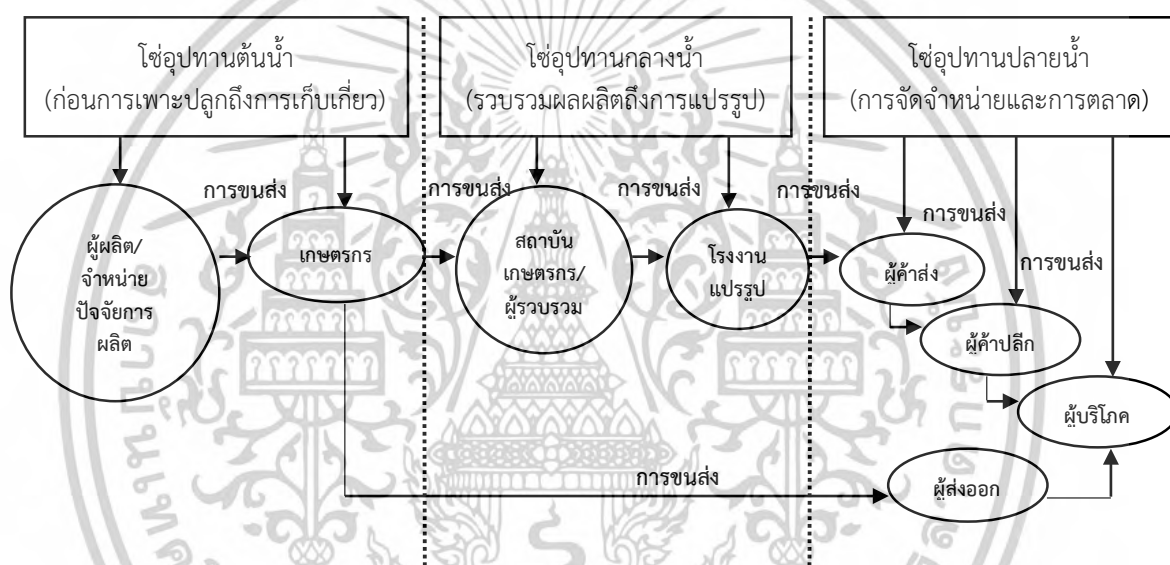 โซ่อุปทานต้นน้ำ
(ก่อนการเพาะปลูกถึงการเก็บเกี่ยว)
โซ่อุปทานกลางน้ำ
(รวบรวมผลผลิตถึงการแปรรูป)
โซ่อุปทานปลายน้ำ
(การจัดจำหน่ายและการตลาด)
ผู้ผลิต/
จำหน่าย
ปัจจัยการ
ผลิต
การขนส่ง
เกษตรกร
การขนส่ง
สถาบัน
เกษตรกร/
ผู้รวบรวม
การขนส่ง
โรงงาน
แปรรูป
การขนส่ง
การขนส่ง
ผู้ค้าส่ง
การขนส่ง
ผู้ค้าปลีก
ผู้บริโภค
การขนส่ง
ผู้ส่งออก